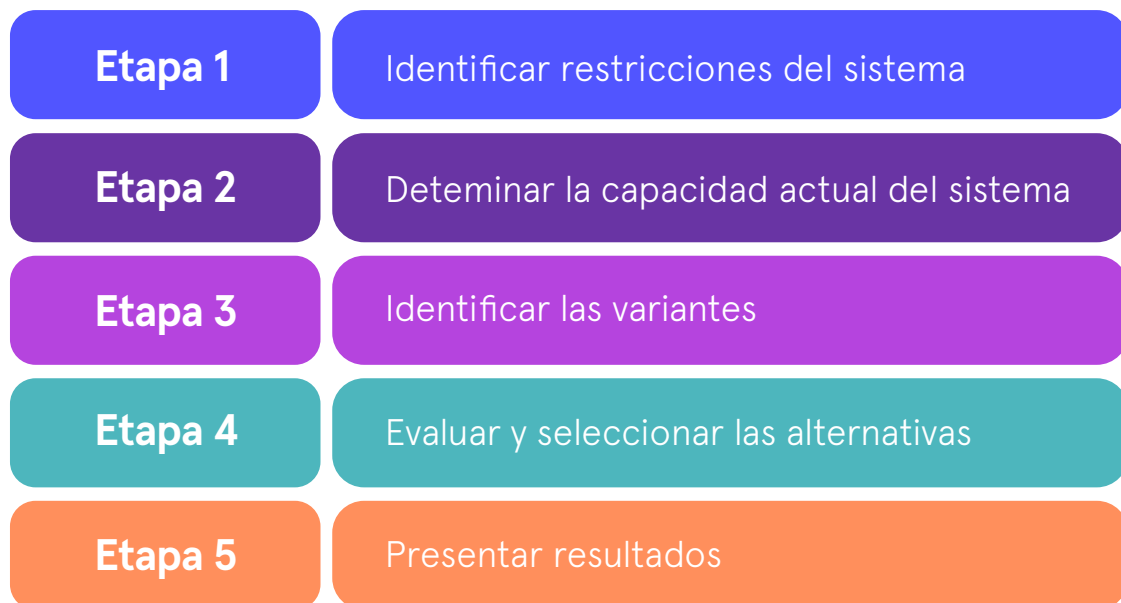 Etapa 1
Identificar restricciones del sistema
Etapa 2
Deteminar la capacidad actual del sistema
Etapa 3
Identificar las variantes
Etapa 4
Evaluar y seleccionar las alternativas
Etapa 5
Presentar resultados